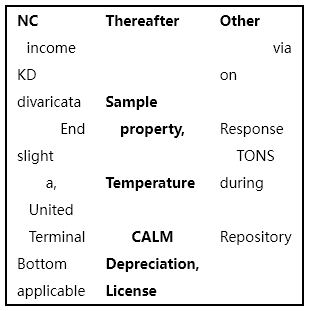 NC Thereafter Other
income via
KD on
divaricata Sample
End property, Response
slight TONS
a, Temperature during
United
Terminal CALM Repository
Bottom Depreciation,
applicable License